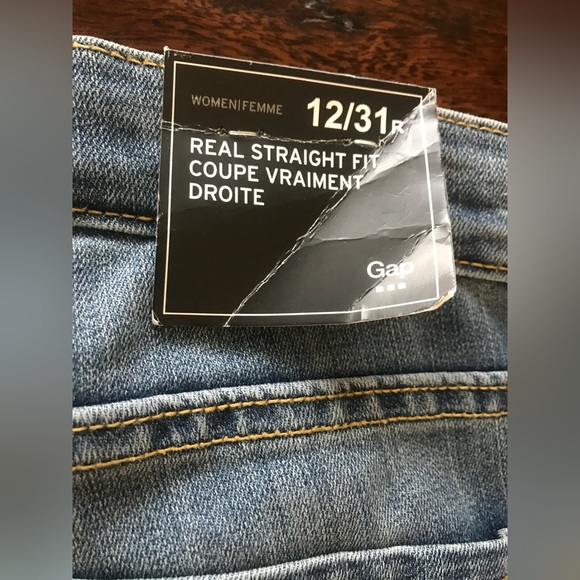 WOMEN|FEMME
12/31R
REAL STRAIGHT FIT
COUPE VRAIMENT
DROITE
Gap